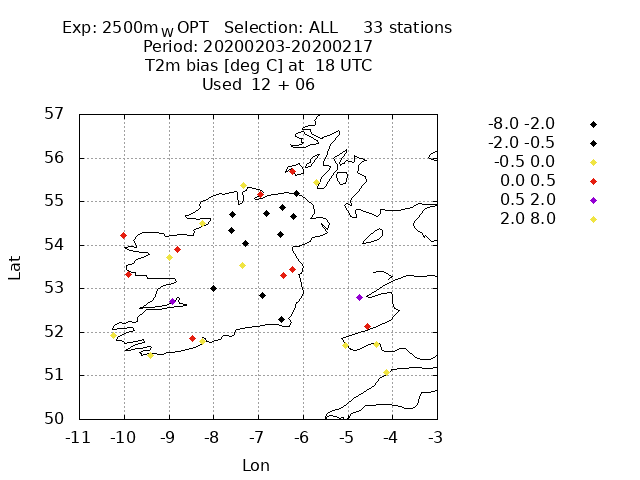 Exp: 2500m_W OPT Selection: ALL 33 stations
Period: 20200203-20200217
T2m bias [deg C] at 18 UTC
Used 12 + 06
57
56
55
54
53
52
51
50
-11 -10 -9 -8 -7 -6 -5 -4 -3
Lat
Lon
-8.0 -2.0
-2.0 -0.5
-0.5 0.0
0.0 0.5
0.5 2.0
2.0 8.0